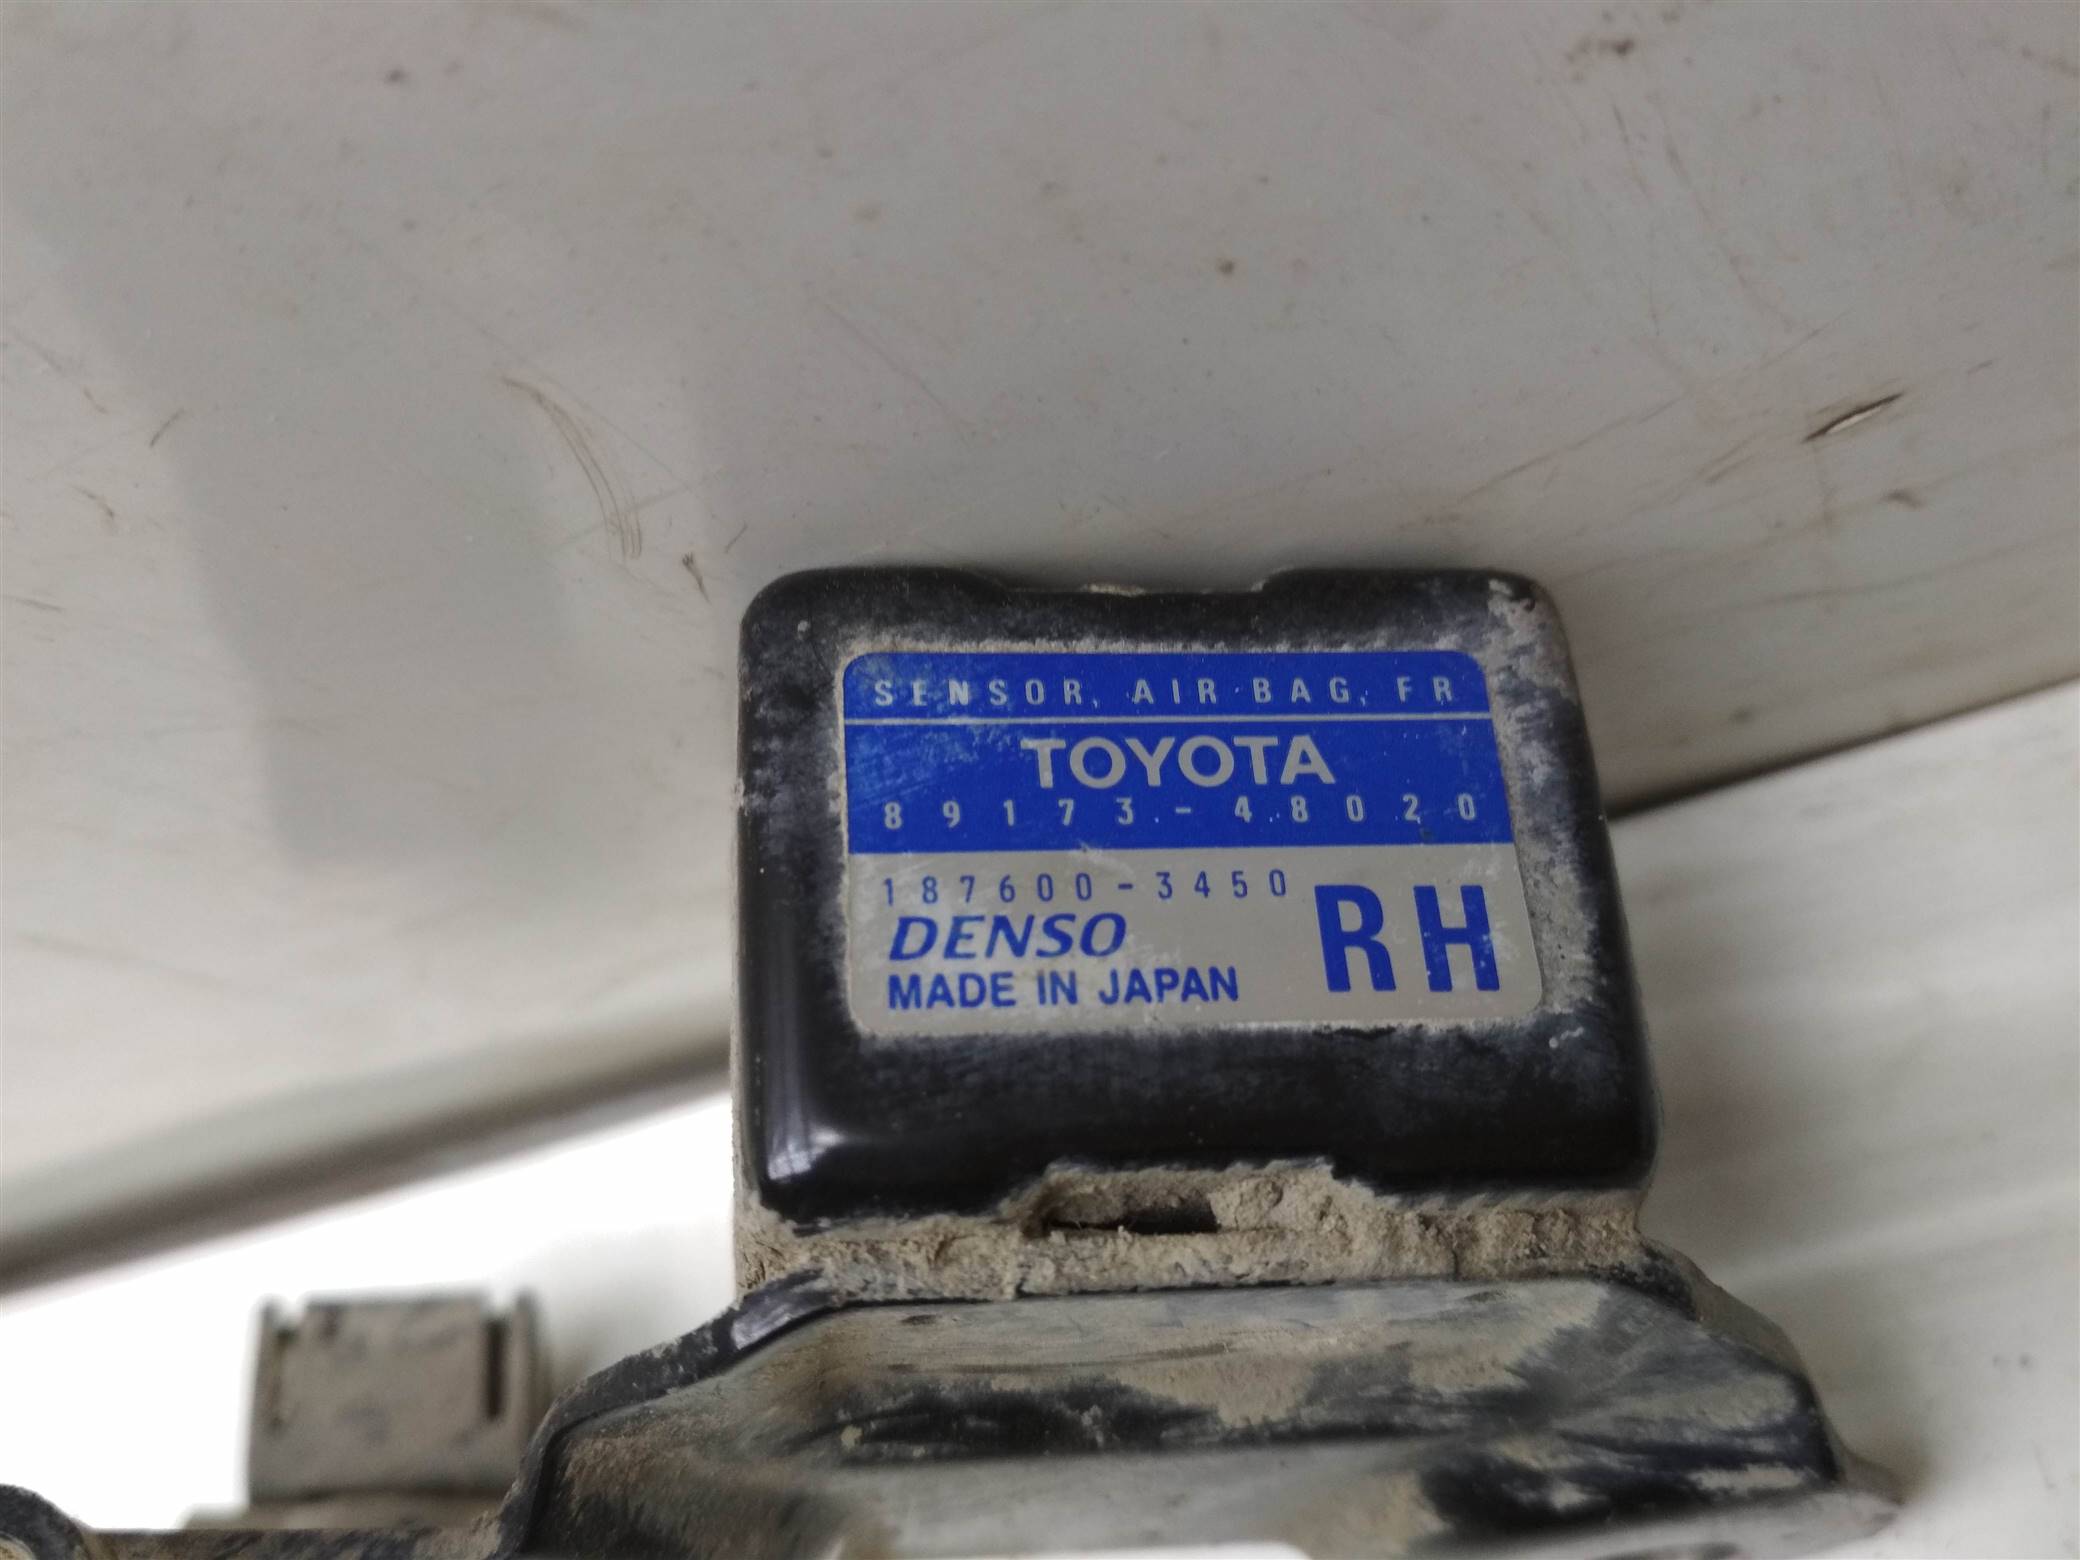 SENSOR, AIR BAG, FR
TOYOTA
89173-48020
187600-3450
DENSO
MADE IN JAPAN
RH